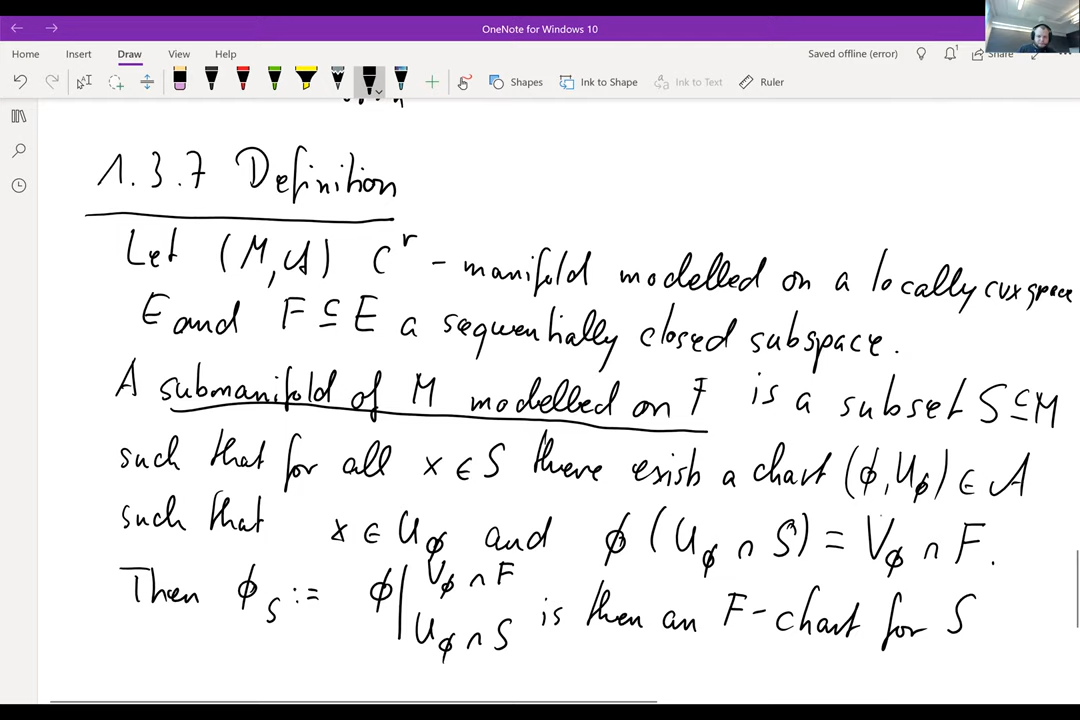 OneNote for Windows 10
Home Insert Draw View Help Saved offline (error) Share
Shapes Ink to Shape Ink to Text Ruler
1.3.7 Definition
Let (M,𝒜) C^r - manifold modelled on a locally cvx space
E and F ⊆ E a sequentially closed subspace.
A submanifold of M modelled on F is a subset S ⊆ M
such that for all x ∈ S there exists a chart (ϕ, U_ϕ) ∈ 𝒜
such that x ∈ U_ϕ and ϕ (U_ϕ ∩ S) = V_ϕ ∩ F.
Then ϕ_S := ϕ|_{U_ϕ ∩ S}^{V_ϕ ∩ F} is then an F-chart for S